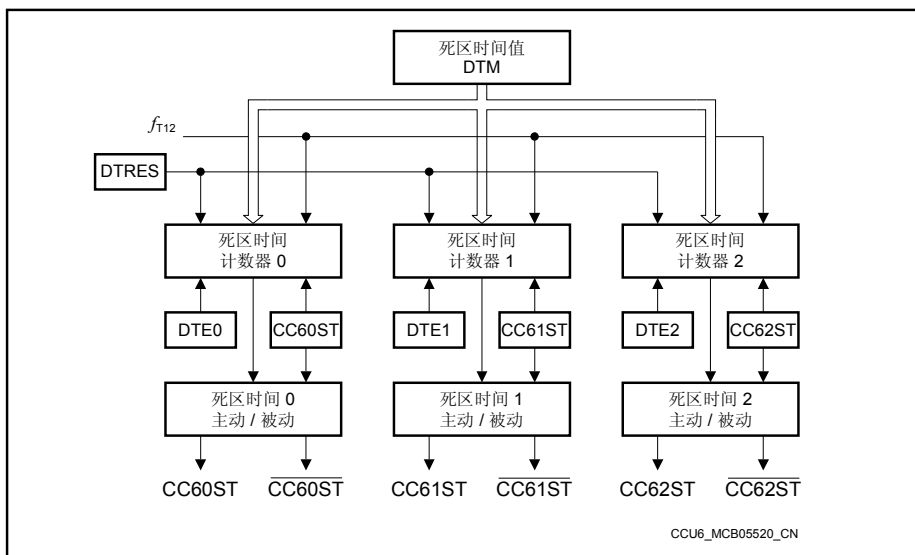 死区时间值
DTM
fT12
DTRES
死区时间
计数器 0
死区时间
计数器 1
死区时间
计数器 2
DTE0
CC60ST
DTE1
CC61ST
DTE2
CC62ST
死区时间 0
主动 / 被动
死区时间 1
主动 / 被动
死区时间 2
主动 / 被动
CC60ST
CC60ST
CC61ST
CC61ST
CC62ST
CC62ST
CCU6_MCB05520_CN